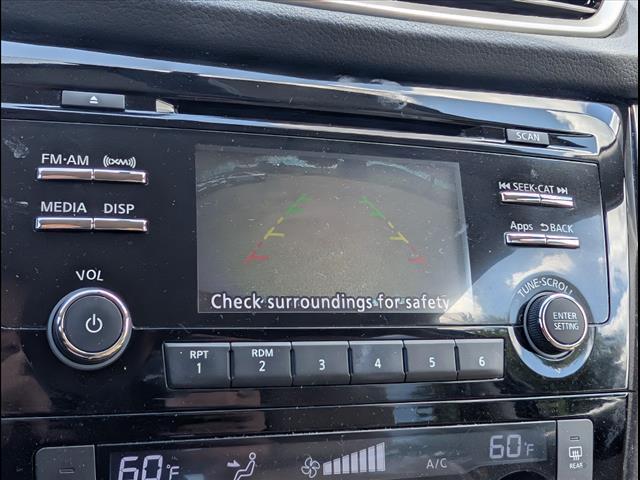 SCAN
FM·AM (XM)
SEEK·CAT
MEDIA DISP
Apps BACK
VOL
TUNE·SCROLL
ENTER
SETTING
Check surroundings for safety
RPT RDM
1 2 3 4 5 6
60°F A/C 60°F
REAR